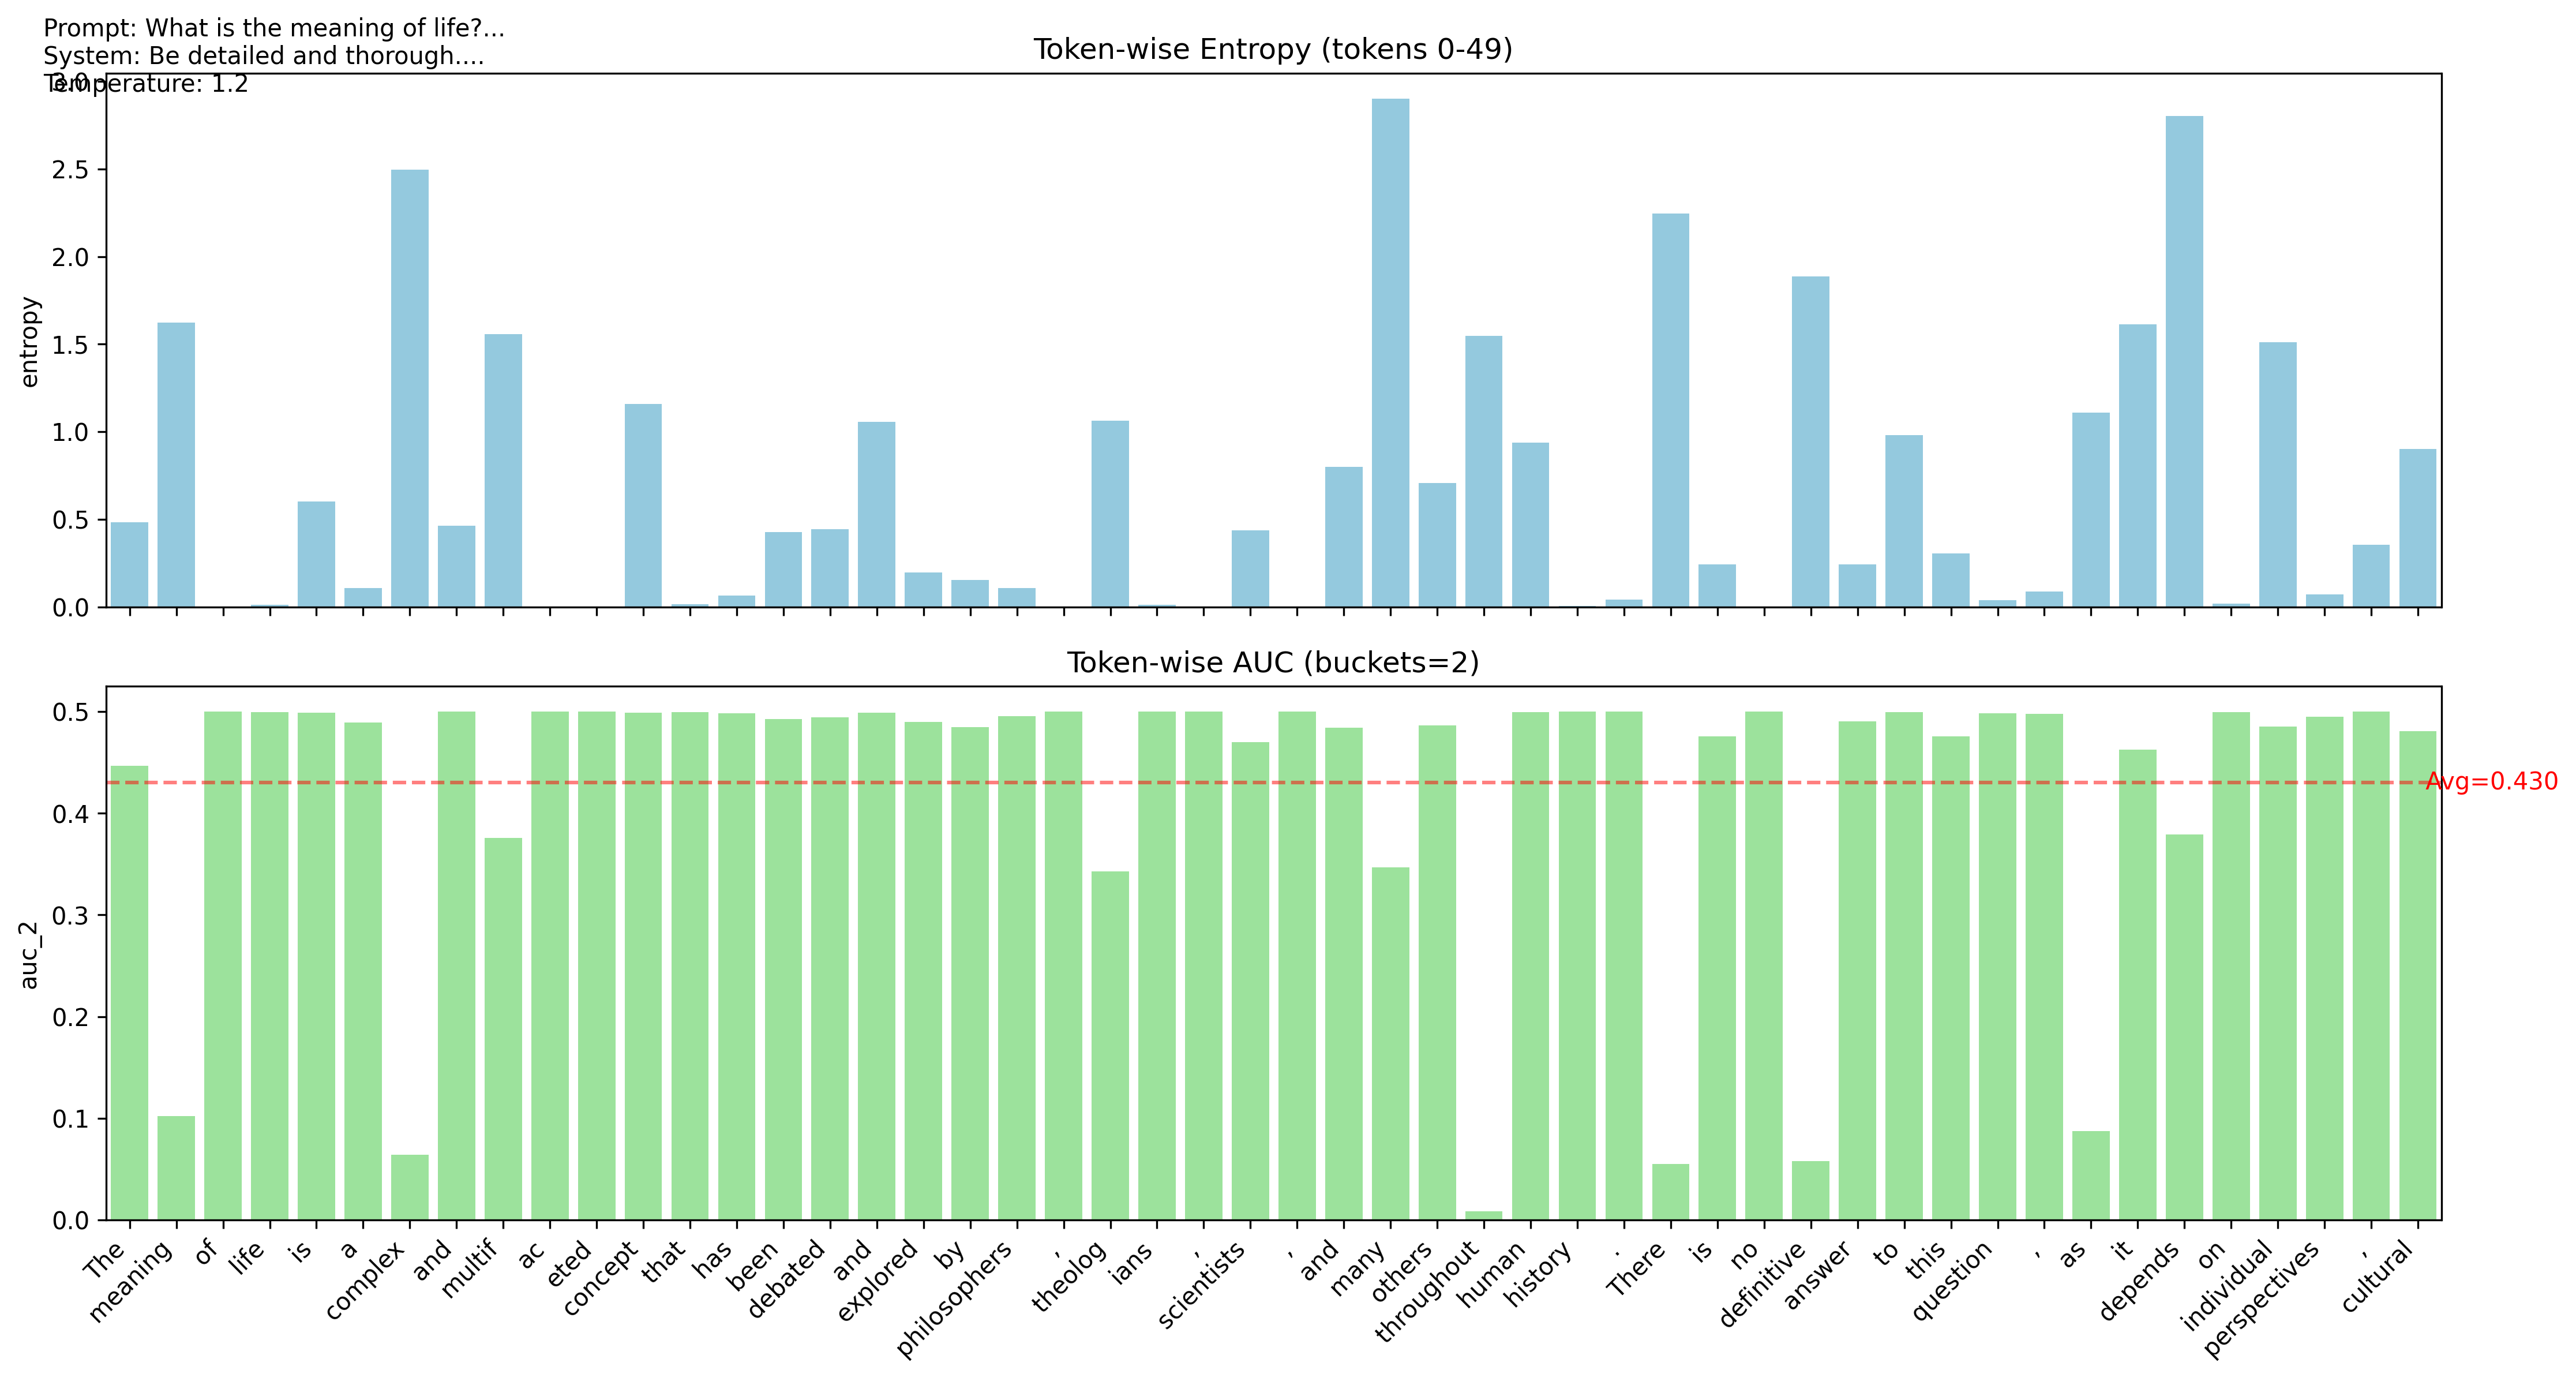 Prompt: What is the meaning of life?...
System: Be detailed and thorough....
Temperature: 1.2
Token-wise Entropy (tokens 0-49)
3.0
2.5
2.0
1.5
1.0
0.5
0.0
entropy
Token-wise AUC (buckets=2)
0.5
0.4
0.3
0.2
0.1
0.0
auc_2
Avg=0.430
The
meaning
of
life
is
a
complex
and
multif
ac
eted
concept
that
has
been
debated
and
explored
by
philosophers
,
theolog
ians
,
scientists
,
and
many
others
throughout
human
history
.
There
is
no
definitive
answer
to
this
question
,
as
it
depends
on
individual
perspectives
,
cultural